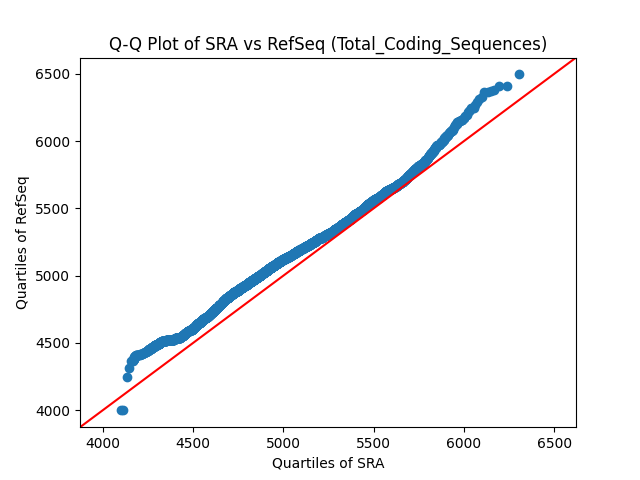 Q-Q Plot of SRA vs RefSeq (Total_Coding_Sequences)
6500
6000
5500
5000
4500
4000
Quartiles of RefSeq
4000 4500 5000 5500 6000 6500
Quartiles of SRA